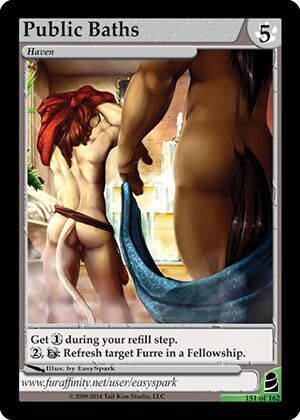 Public Baths
5
Haven
Get 1 during your refill step.
2, : Refresh target Furre in a Fellowship.
Illus. by EasySpark
www.furaffinity.net/user/easyspark
151 of 162
© 2009-2014 Tail Kiss Studio, LLC